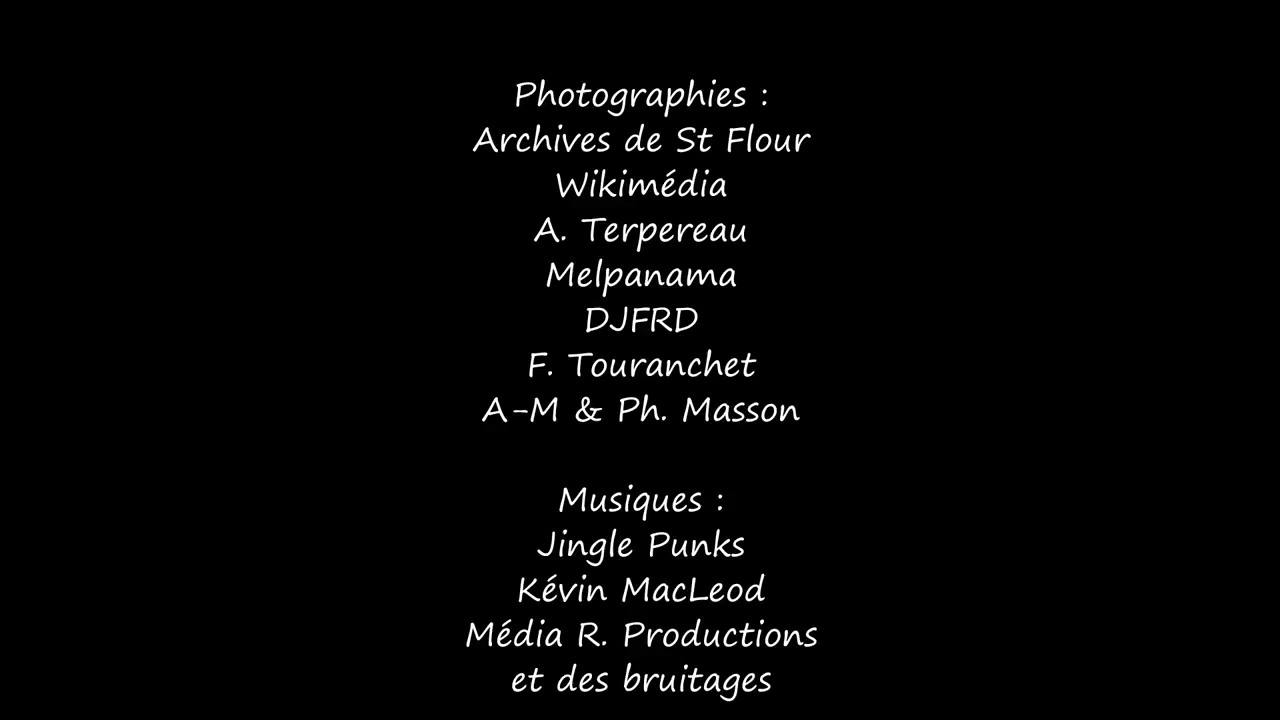 Photographies :
Archives de St Flour
Wikimédia
A. Terpereau
Melpanama
DJFRD
F. Touranchet
A-M & Ph. Masson
Musiques :
Jingle Punks
Kévin MacLeod
Média R. Productions
et des bruitages